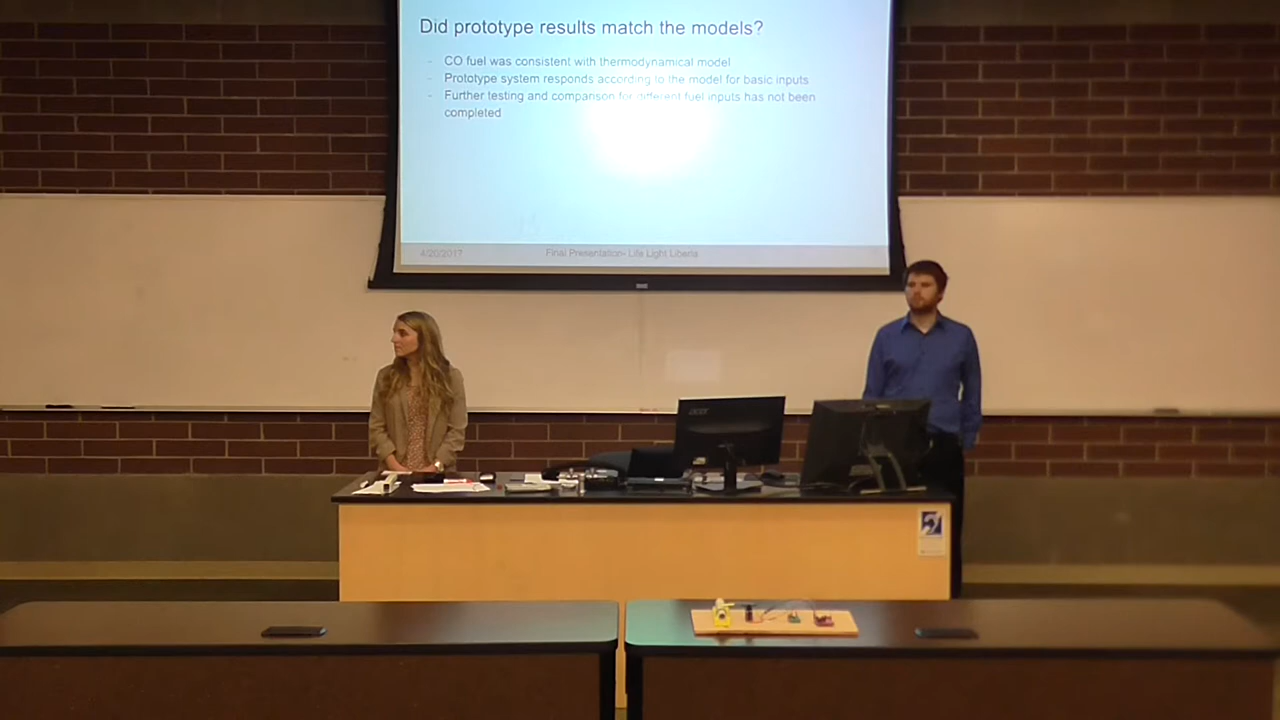 Did prototype results match the models?
- CO fuel was consistent with thermodynamical model
- Prototype system responds according to the model for basic inputs
- Further testing and comparison for different fuel inputs has not been
completed
4/20/2017 Final Presentation- Life Light Liberia
acer